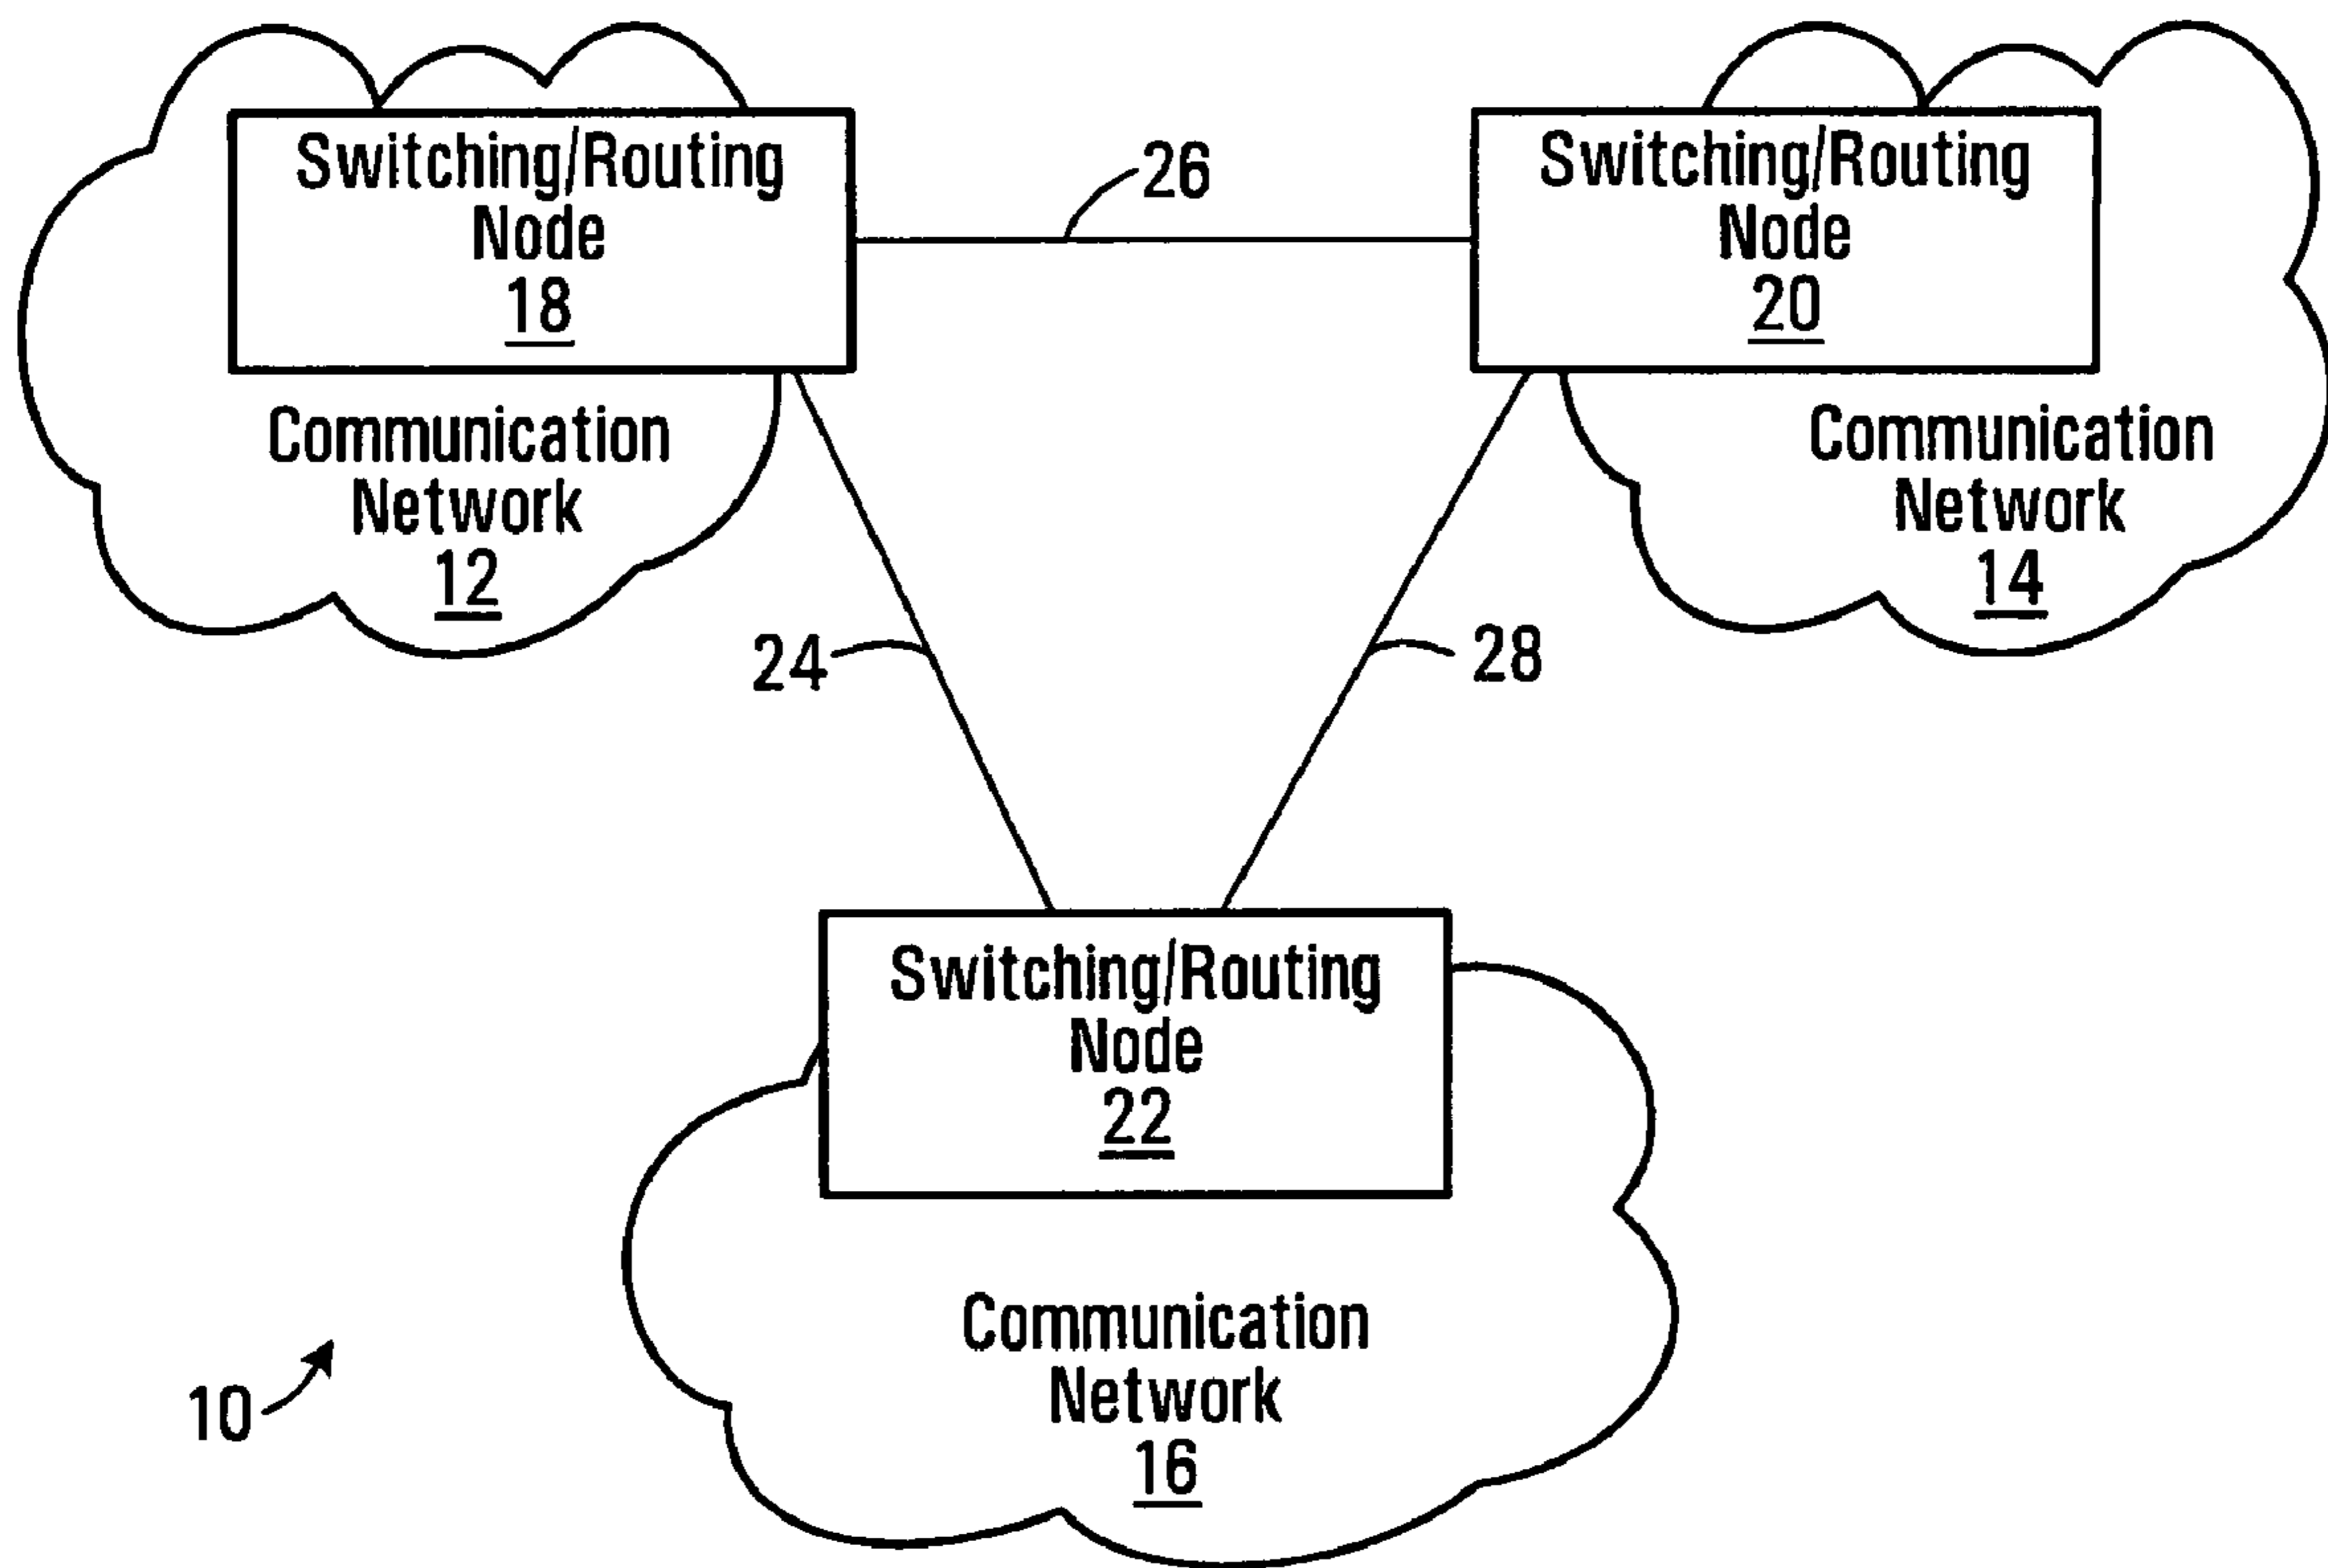 Switching/Routing
Node
18
26
Switching/Routing
Node
20
Communication
Network
12
Communication
Network
14
24
28
Switching/Routing
Node
22
Communication
Network
16
10